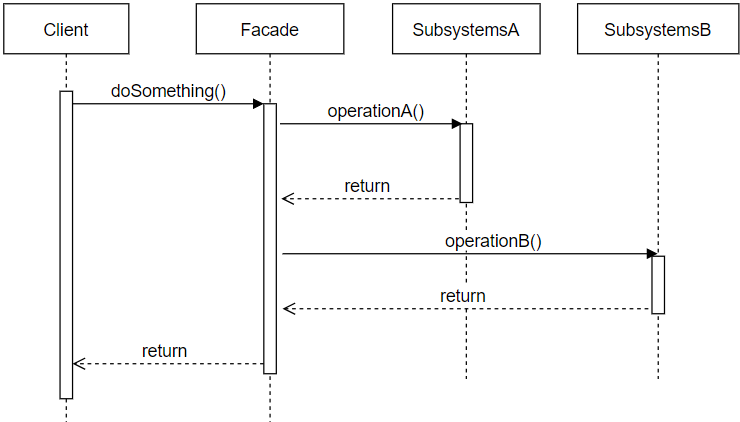 Client
Facade
SubsystemsA
SubsystemsB
doSomething()
operationA()
return
operationB()
return
return